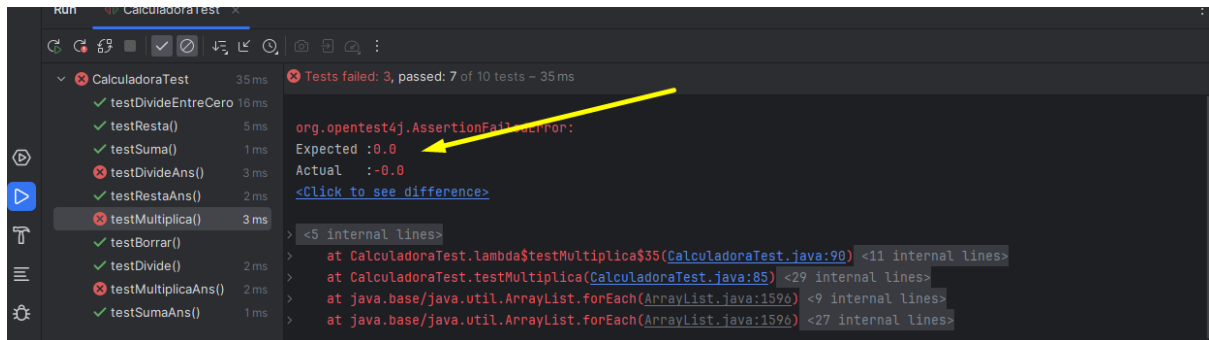 Run CalculadoraTest ×
CalculadoraTest 35 ms
testDivideEntreCero 16 ms
testResta() 5 ms
testSuma() 1 ms
testDivideAns() 3 ms
testRestaAns() 2 ms
testMultiplica() 3 ms
testBorrar()
testDivide() 2 ms
testMultiplicaAns() 2 ms
testSumaAns() 1 ms
Tests failed: 3, passed: 7 of 10 tests – 35 ms
org.opentest4j.AssertionFailedError:
Expected :0.0
Actual   :-0.0
<Click to see difference>
> <5 internal lines>
> at CalculadoraTest.lambda$testMultiplica$35(CalculadoraTest.java:90) <11 internal lines>
> at CalculadoraTest.testMultiplica(CalculadoraTest.java:85) <29 internal lines>
> at java.base/java.util.ArrayList.forEach(ArrayList.java:1596) <9 internal lines>
> at java.base/java.util.ArrayList.forEach(ArrayList.java:1596) <27 internal lines>